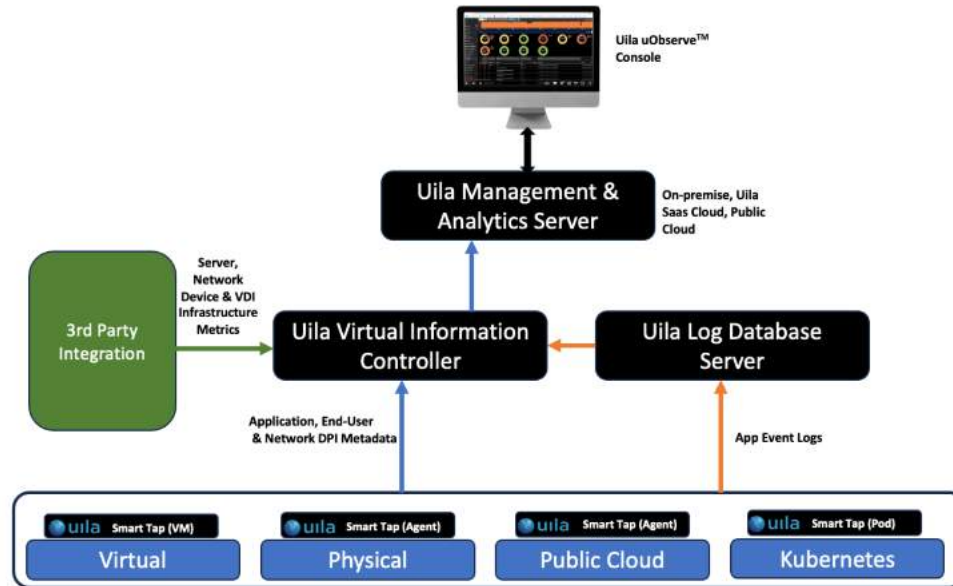 Uila uObserve™
Console
Uila Management &
Analytics Server
On-premise, Uila
Saas Cloud, Public
Cloud
Server,
Network
Device & VDI
Infrastructure
Metrics
3rd Party
Integration
Uila Virtual Information
Controller
Uila Log Database
Server
Application, End-User
& Network DPI Metadata
App Event Logs
uila Smart Tap (VM)
Virtual
uila Smart Tap (Agent)
Physical
uila Smart Tap (Agent)
Public Cloud
uila Smart Tap (Pod)
Kubernetes